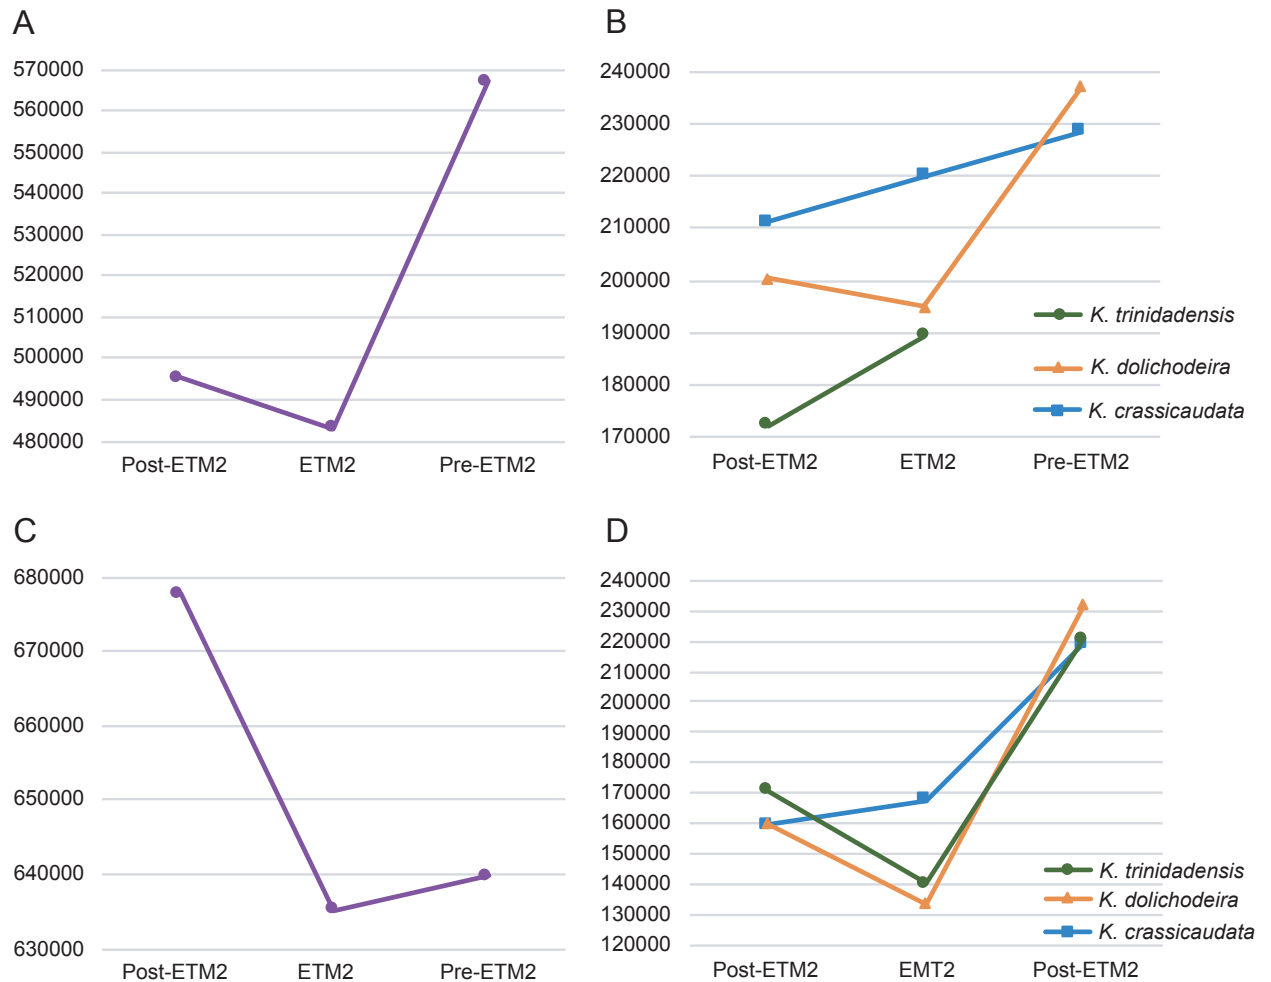 A
570000
560000
550000
540000
530000
520000
510000
500000
490000
480000
Post-ETM2 ETM2 Pre-ETM2
B
240000
230000
220000
210000
200000
190000
180000
170000
Post-ETM2 ETM2 Pre-ETM2
K. trinidadensis
K. dolichodeira
K. crassicaudata
C
680000
670000
660000
650000
640000
630000
Post-ETM2 ETM2 Pre-ETM2
D
240000
230000
220000
210000
200000
190000
180000
170000
160000
150000
140000
130000
120000
Post-ETM2 EMT2 Post-ETM2
K. trinidadensis
K. dolichodeira
K. crassicaudata